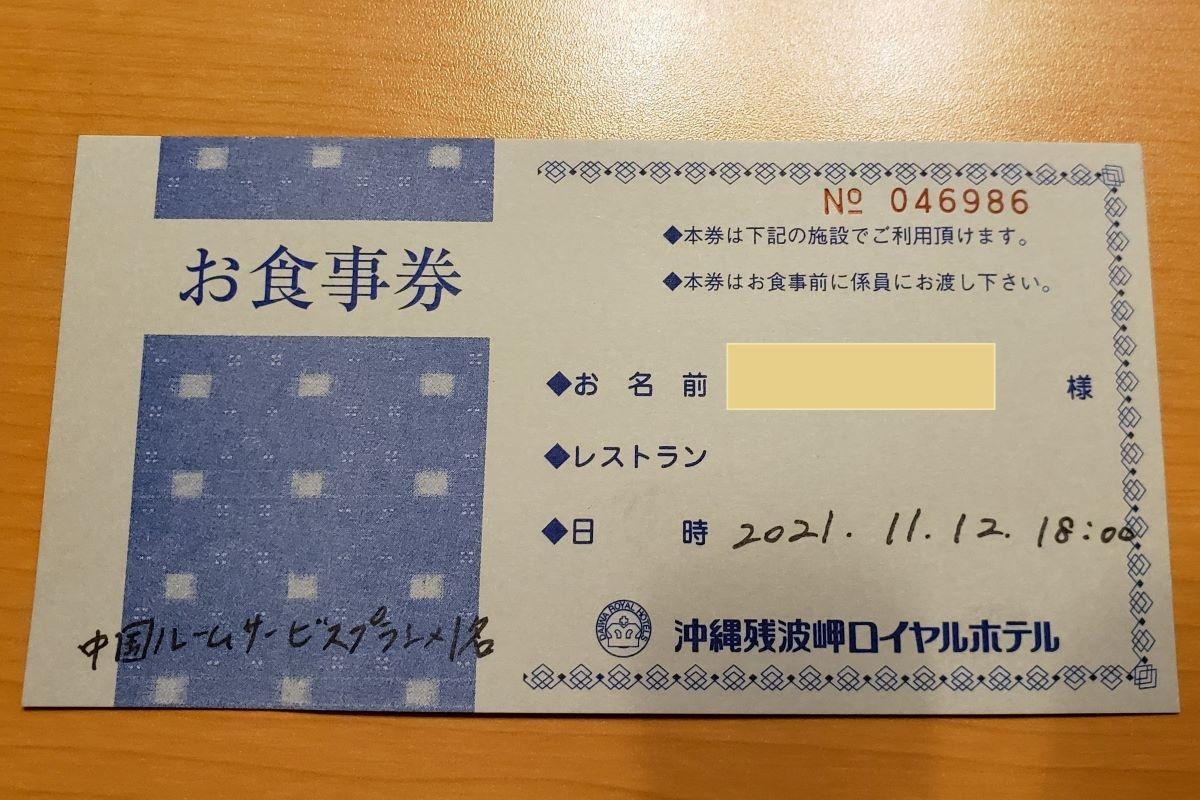 お食事券
№ 046986
◆本券は下記の施設でご利用頂けます。
◆本券はお食事前に係員にお渡し下さい。
◆お名前 様
◆レストラン
◆日時 2021. 11. 12. 18:00
中国ルームサービスプラン×1名
DAIWA ROYAL HOTELS
沖縄残波岬ロイヤルホテル